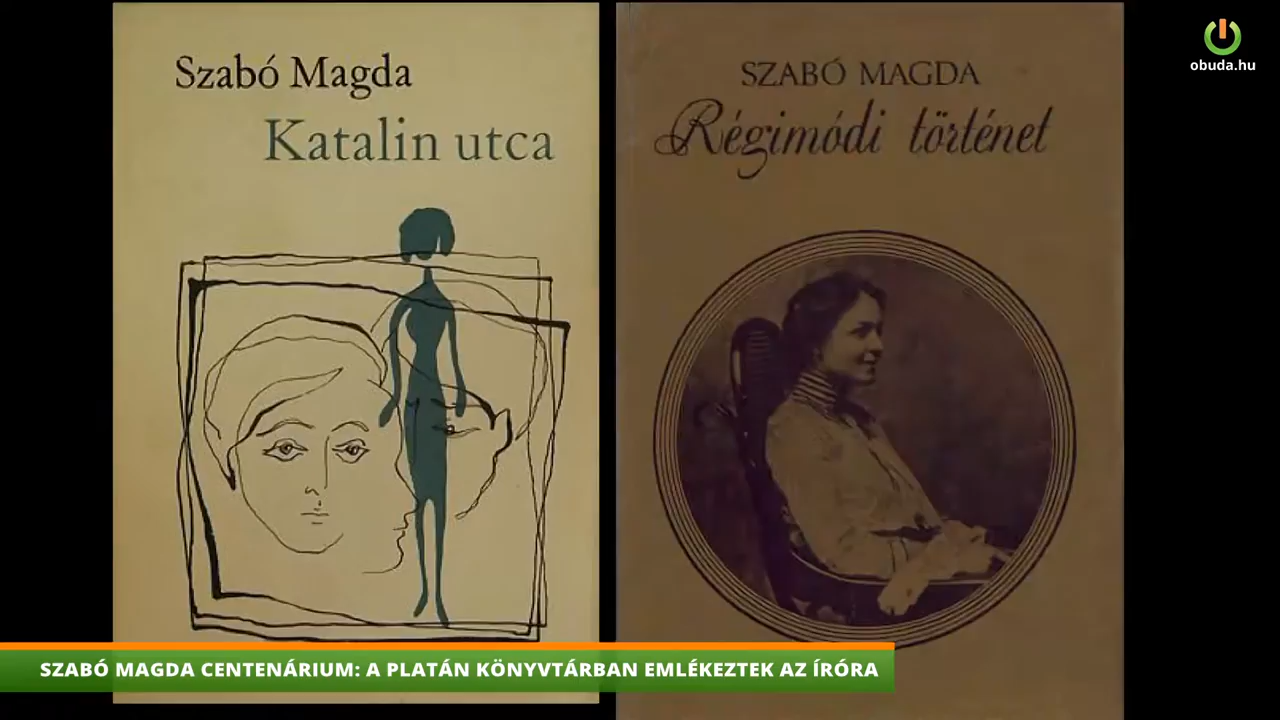 Szabó Magda
Katalin utca
SZABÓ MAGDA
Régimódi történet
obuda.hu
SZABÓ MAGDA CENTENÁRIUM: A PLATÁN KÖNYVTÁRBAN EMLÉKEZTEK AZ ÍRÓRA